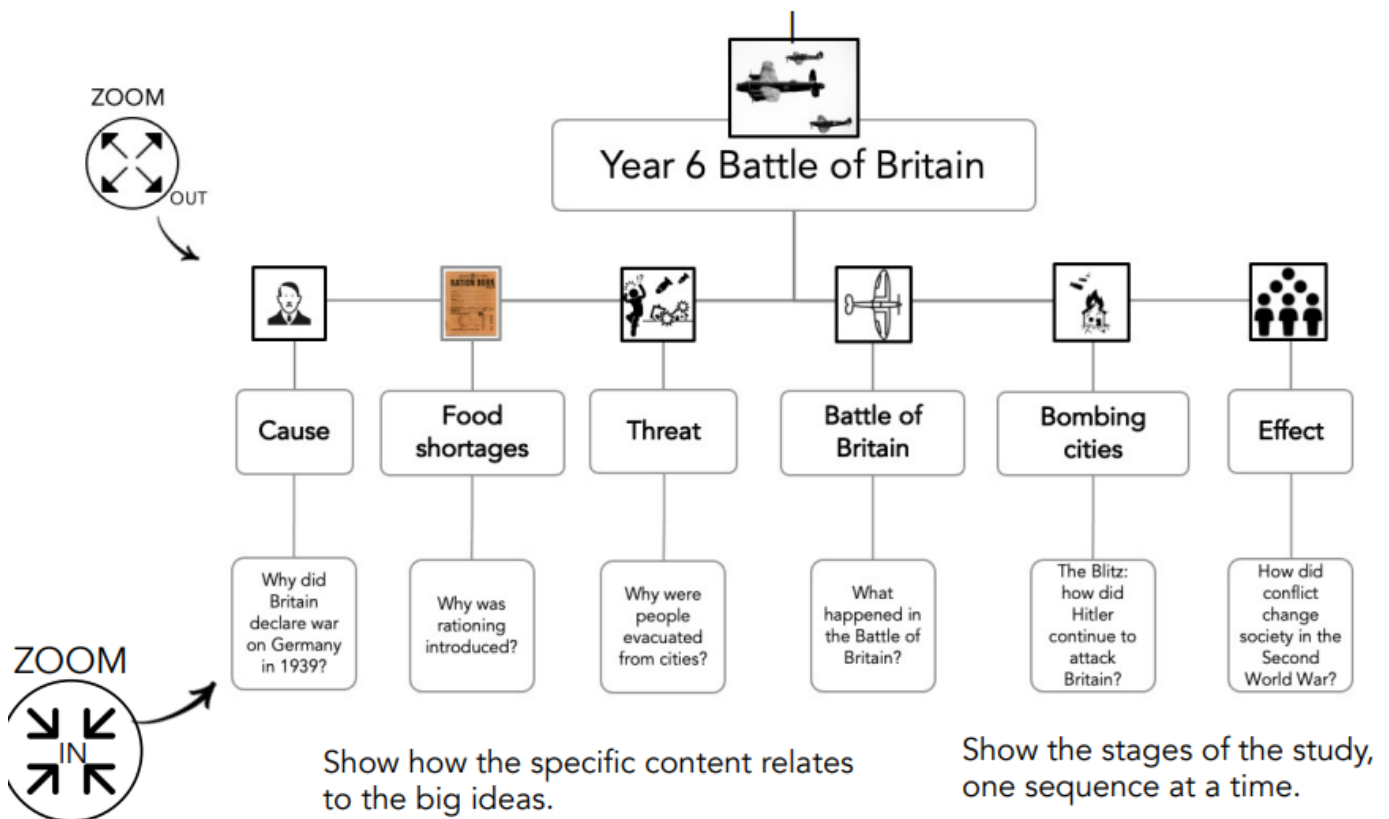 ZOOM
OUT
Year 6 Battle of Britain
RATION BOOK
Cause
Food
shortages
Threat
Battle of
Britain
Bombing
cities
Effect
Why did
Britain
declare war
on Germany
in 1939?
Why was
rationing
introduced?
Why were
people
evacuated
from cities?
What
happened in
the Battle of
Britain?
The Blitz:
how did
Hitler
continue to
attack
Britain?
How did
conflict
change
society in the
Second
World War?
ZOOM
IN
Show how the specific content relates
to the big ideas.
Show the stages of the study,
one sequence at a time.